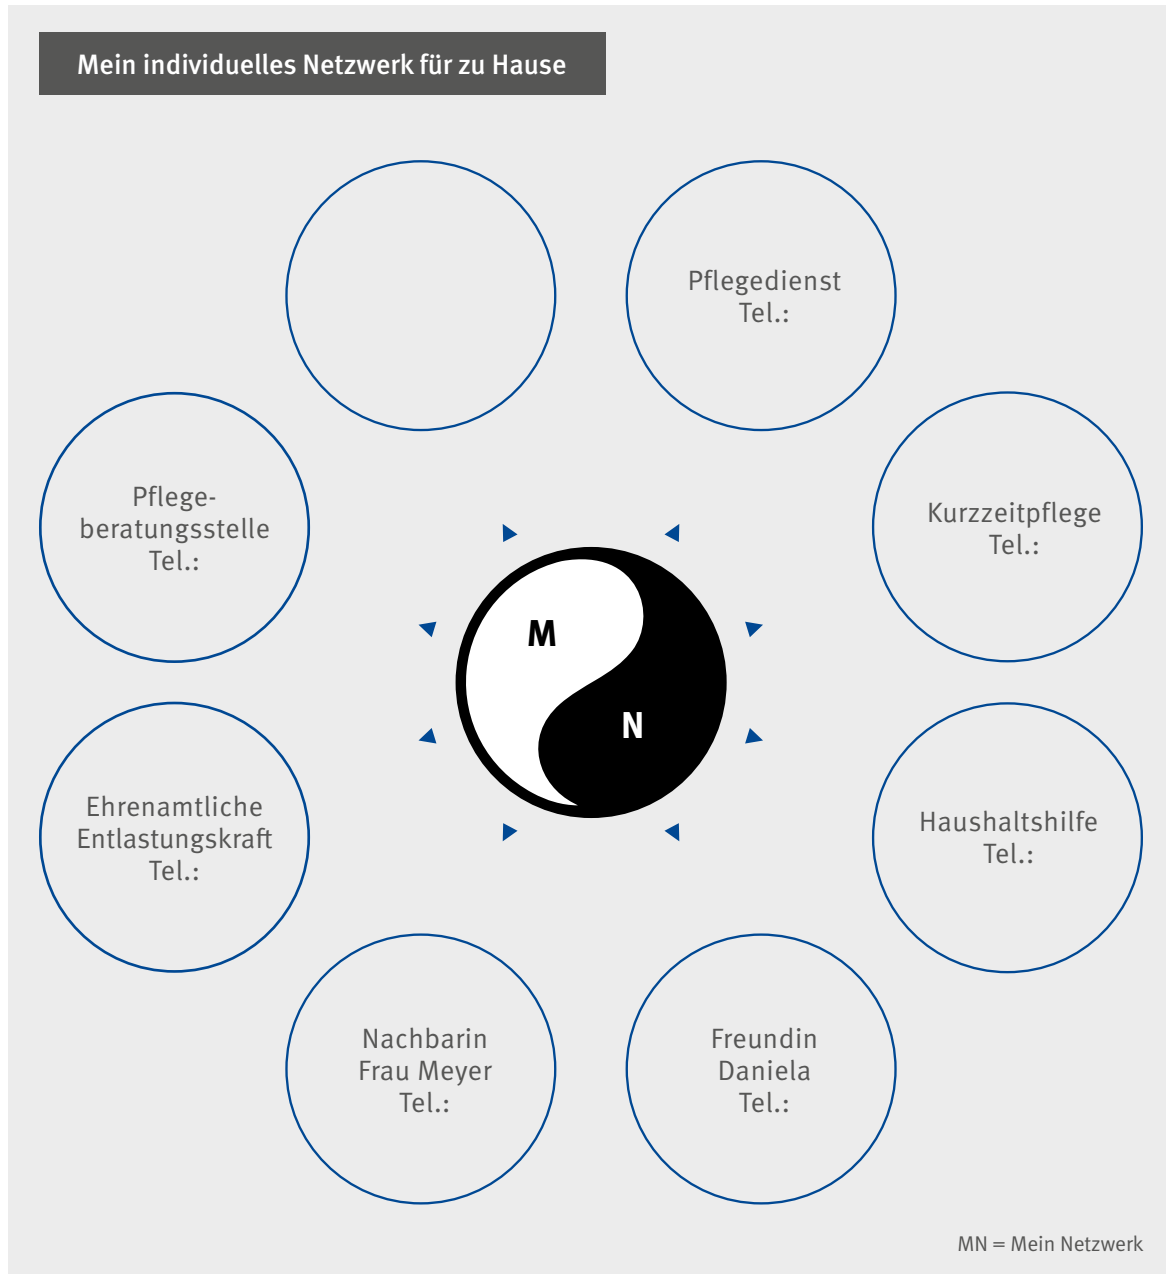 Mein individuelles Netzwerk für zu Hause
Pflegedienst
Tel.:
Pflege-
beratungsstelle
Tel.:
Kurzzeitpflege
Tel.:
M
N
Ehrenamtliche
Entlastungskraft
Tel.:
Haushaltshilfe
Tel.:
Nachbarin
Frau Meyer
Tel.:
Freundin
Daniela
Tel.:
MN = Mein Netzwerk